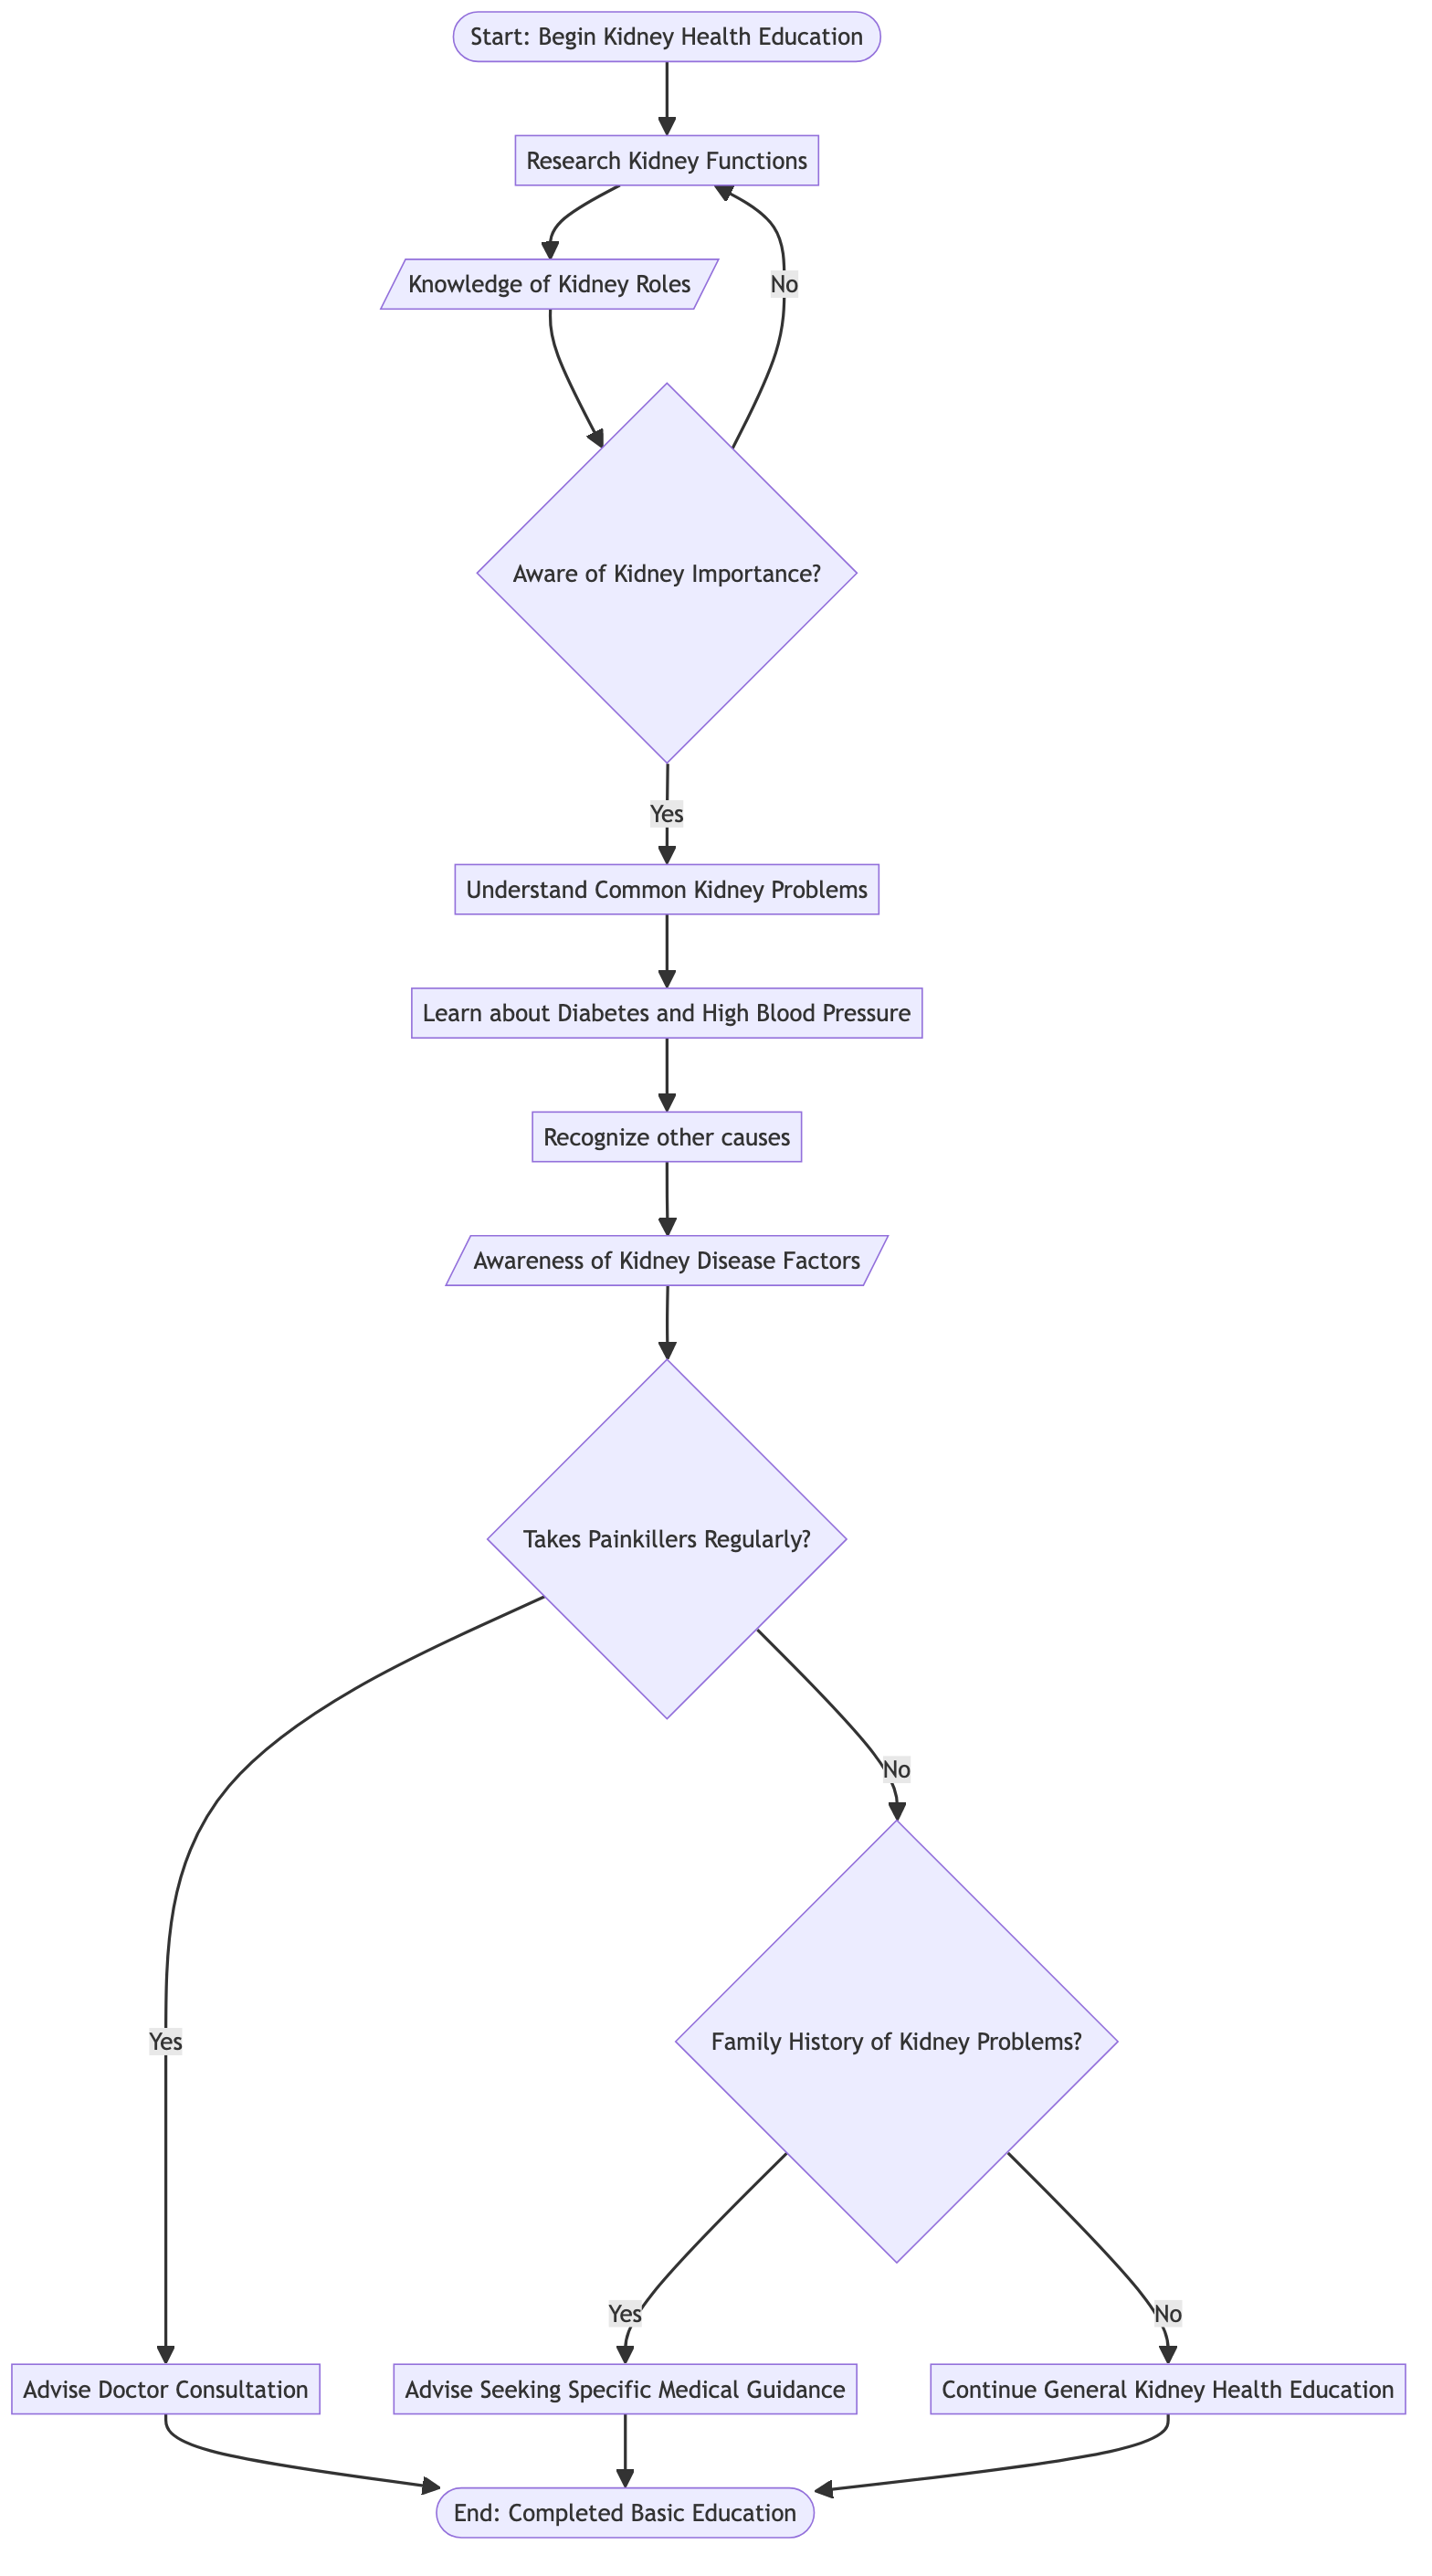 Start: Begin Kidney Health Education
Research Kidney Functions
Knowledge of Kidney Roles
No
Aware of Kidney Importance?
Yes
Understand Common Kidney Problems
Learn about Diabetes and High Blood Pressure
Recognize other causes
Awareness of Kidney Disease Factors
Takes Painkillers Regularly?
No
Yes
Family History of Kidney Problems?
Yes
No
Advise Doctor Consultation
Advise Seeking Specific Medical Guidance
Continue General Kidney Health Education
End: Completed Basic Education